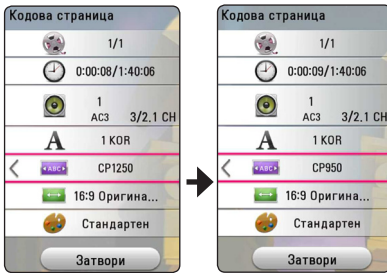 Кодова страница
1/1
0:00:08/1:40:06
1
AC3 3/2.1 CH
A 1 KOR
ABC CP1250
16:9 Оригина...
Стандартен
Затвори
Кодова страница
1/1
0:00:09/1:40:06
1
AC3 3/2.1 CH
A 1 KOR
ABC CP950
16:9 Оригина...
Стандартен
Затвори